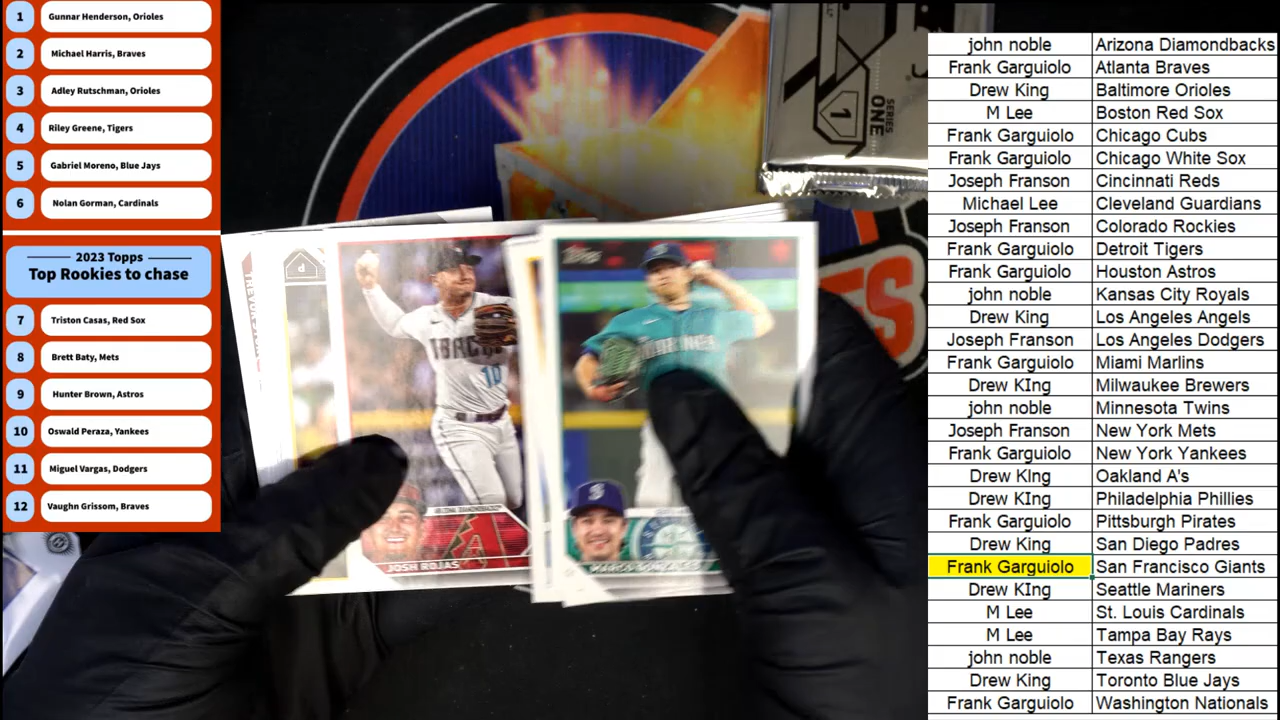 1 Gunnar Henderson, Orioles
2 Michael Harris, Braves
3 Adley Rutschman, Orioles
4 Riley Greene, Tigers
5 Gabriel Moreno, Blue Jays
6 Nolan Gorman, Cardinals
2023 Topps
Top Rookies to chase
7 Triston Casas, Red Sox
8 Brett Baty, Mets
9 Hunter Brown, Astros
10 Oswald Peraza, Yankees
11 Miguel Vargas, Dodgers
12 Vaughn Grissom, Braves
SERIES
ONE
1
ES
Topps
10
ARIZONA DIAMONDBACKS
JOSH ROJAS
S
john noble Arizona Diamondbacks
Frank Garguiolo Atlanta Braves
Drew King Baltimore Orioles
M Lee Boston Red Sox
Frank Garguiolo Chicago Cubs
Frank Garguiolo Chicago White Sox
Joseph Franson Cincinnati Reds
Michael Lee Cleveland Guardians
Joseph Franson Colorado Rockies
Frank Garguiolo Detroit Tigers
Frank Garguiolo Houston Astros
john noble Kansas City Royals
Drew King Los Angeles Angels
Joseph Franson Los Angeles Dodgers
Frank Garguiolo Miami Marlins
Drew KIng Milwaukee Brewers
john noble Minnesota Twins
Joseph Franson New York Mets
Frank Garguiolo New York Yankees
Drew KIng Oakland A's
Drew KIng Philadelphia Phillies
Frank Garguiolo Pittsburgh Pirates
Drew King San Diego Padres
Frank Garguiolo San Francisco Giants
Drew KIng Seattle Mariners
M Lee St. Louis Cardinals
M Lee Tampa Bay Rays
john noble Texas Rangers
Drew King Toronto Blue Jays
Frank Garguiolo Washington Nationals